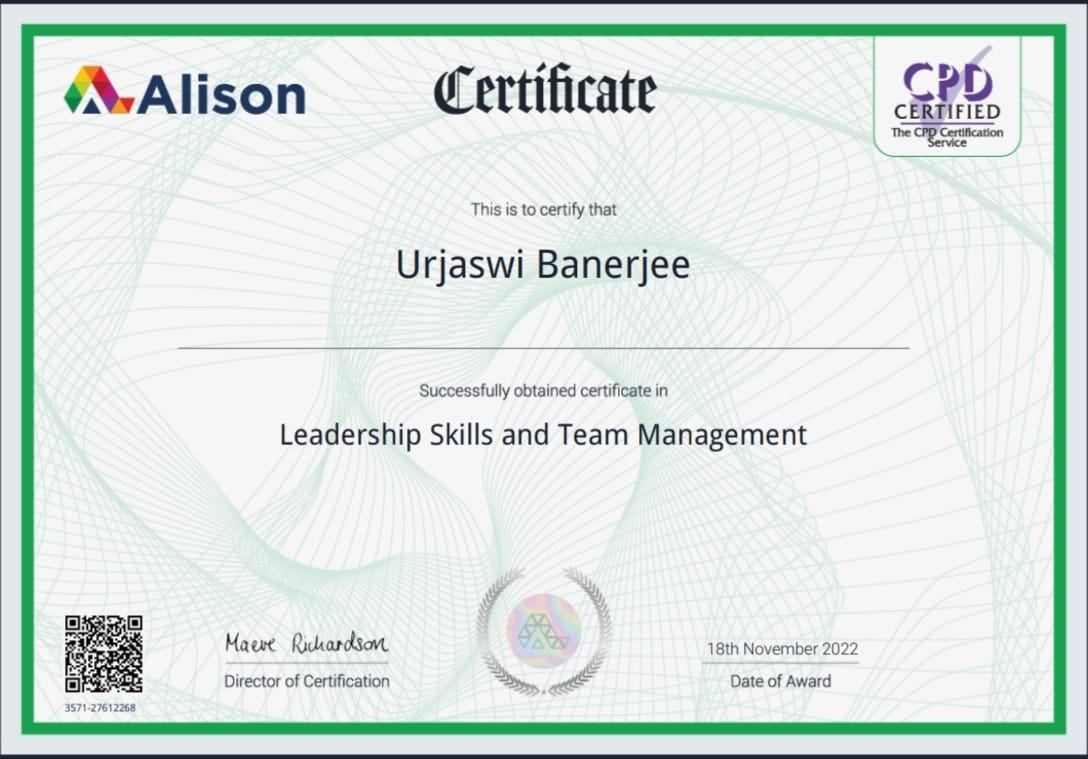 Alison
Certificate
CPD
CERTIFIED
The CPD Certification
Service
This is to certify that
Urjaswi Banerjee
Successfully obtained certificate in
Leadership Skills and Team Management
Maeve Richardson
Director of Certification
18th November 2022
Date of Award
3571-27612268